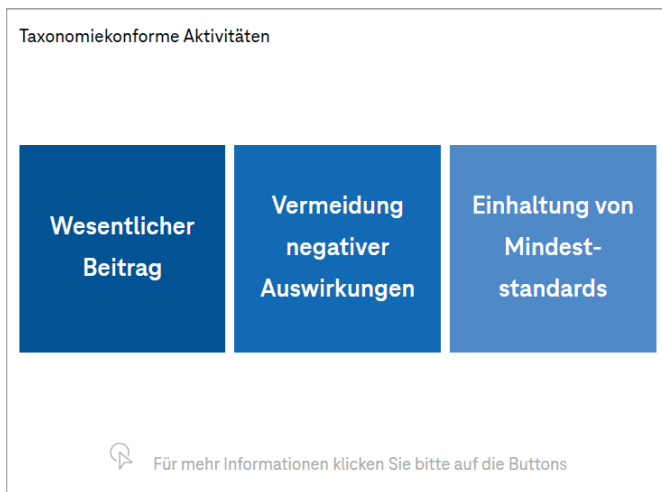 Taxonomiekonforme Aktivitäten
Wesentlicher
Beitrag
Vermeidung
negativer
Auswirkungen
Einhaltung von
Mindest-
standards
Für mehr Informationen klicken Sie bitte auf die Buttons